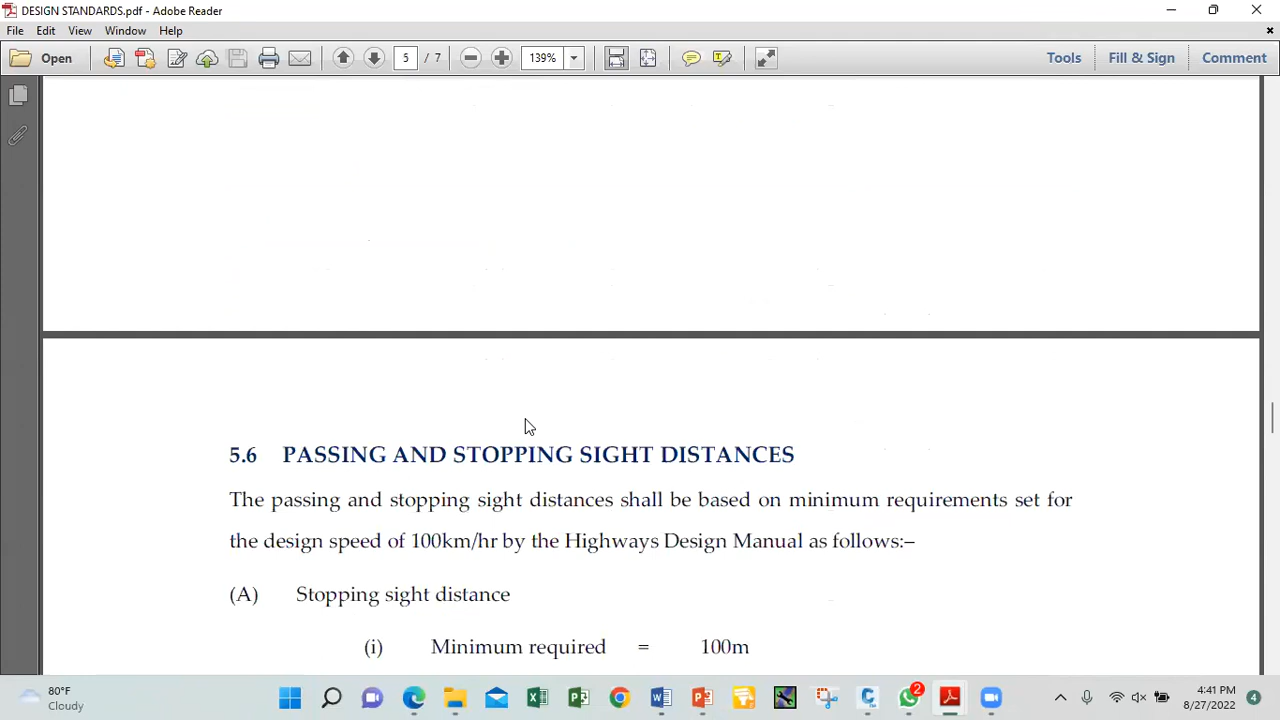 DESIGN STANDARDS.pdf - Adobe Reader
File Edit View Window Help
Open 5 / 7 139% Tools Fill & Sign Comment
5.6 PASSING AND STOPPING SIGHT DISTANCES
The passing and stopping sight distances shall be based on minimum requirements set for
the design speed of 100km/hr by the Highways Design Manual as follows:–
(A) Stopping sight distance
(i) Minimum required = 100m
80°F
Cloudy
2
4:41 PM
8/27/2022
4